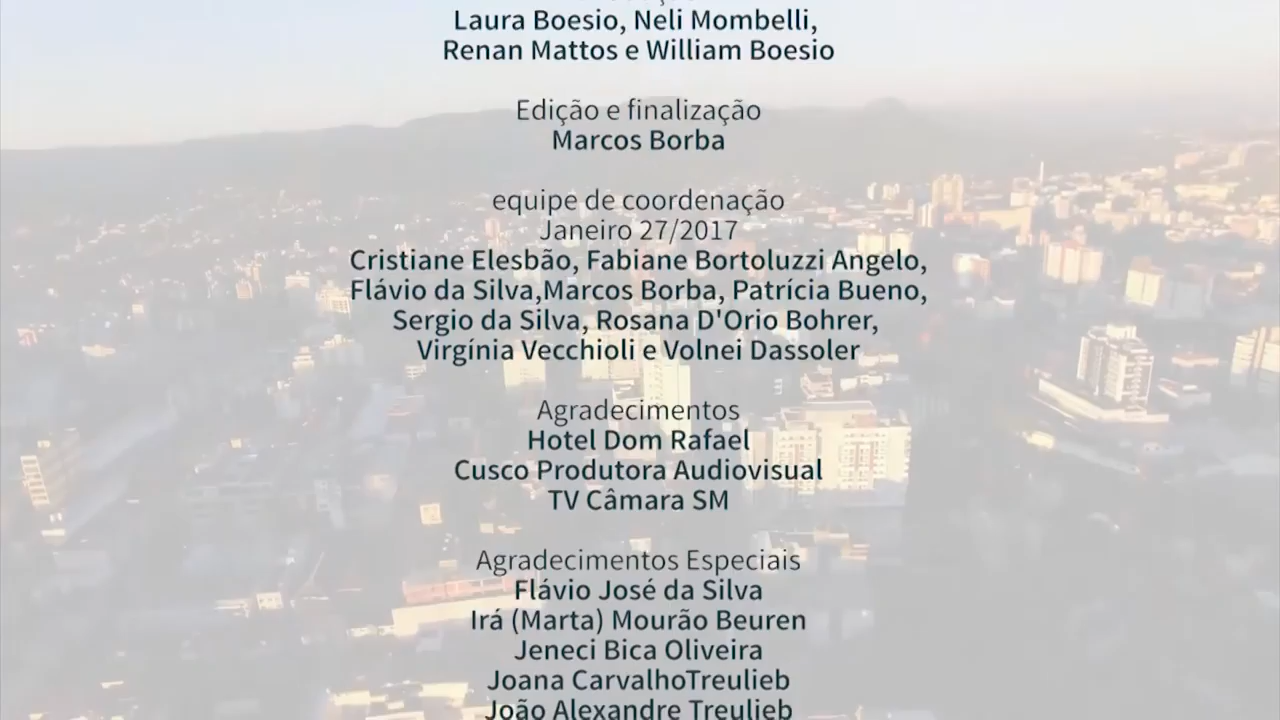 Laura Boesio, Neli Mombelli,
Renan Mattos e William Boesio
Edição e finalização
Marcos Borba
equipe de coordenação
Janeiro 27/2017
Cristiane Elesbão, Fabiane Bortoluzzi Angelo,
Flávio da Silva,Marcos Borba, Patrícia Bueno,
Sergio da Silva, Rosana D'Orio Bohrer,
Virgínia Vecchioli e Volnei Dassoler
Agradecimentos
Hotel Dom Rafael
Cusco Produtora Audiovisual
TV Câmara SM
Agradecimentos Especiais
Flávio José da Silva
Irá (Marta) Mourão Beuren
Jeneci Bica Oliveira
Joana CarvalhoTreulieb
João Alexandre Treulieb